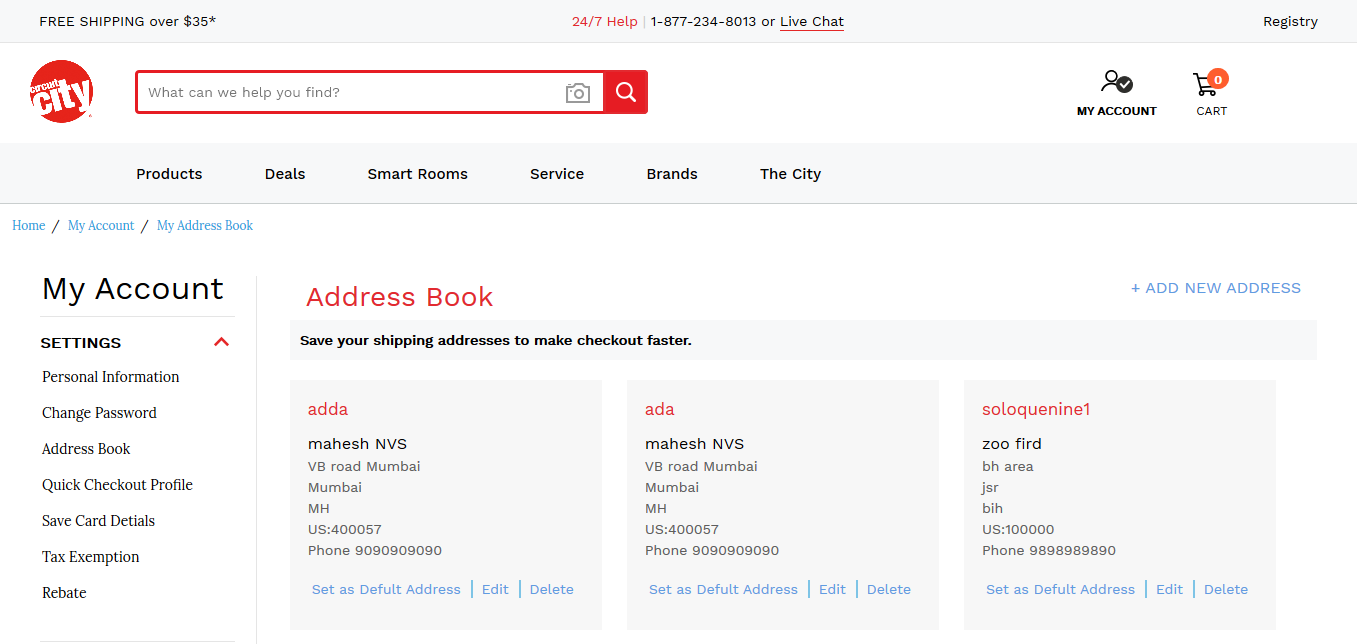 FREE SHIPPING over $35*
24/7 Help | 1-877-234-8013 or Live Chat
Registry
circuit
city
What can we help you find?
MY ACCOUNT
0
CART
Products
Deals
Smart Rooms
Service
Brands
The City
Home / My Account / My Address Book
My Account
SETTINGS
Personal Information
Change Password
Address Book
Quick Checkout Profile
Save Card Detials
Tax Exemption
Rebate
Address Book
+ ADD NEW ADDRESS
Save your shipping addresses to make checkout faster.
adda
mahesh NVS
VB road Mumbai
Mumbai
MH
US:400057
Phone 9090909090
Set as Defult Address | Edit | Delete
ada
mahesh NVS
VB road Mumbai
Mumbai
MH
US:400057
Phone 9090909090
Set as Defult Address | Edit | Delete
soloquenine1
zoo fird
bh area
jsr
bih
US:100000
Phone 9898989890
Set as Defult Address | Edit | Delete